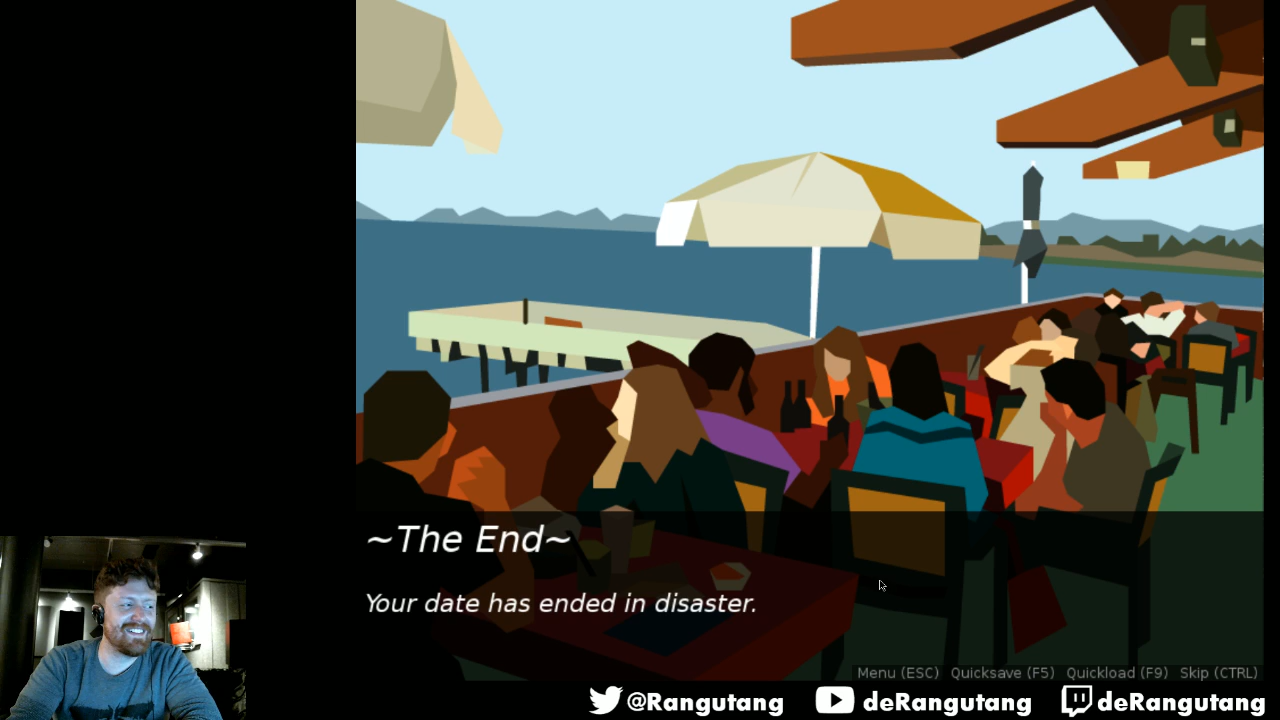 ~The End~
Your date has ended in disaster.
Menu (ESC) Quicksave (F5) Quickload (F9) Skip (CTRL)
@Rangutang deRangutang deRangutang